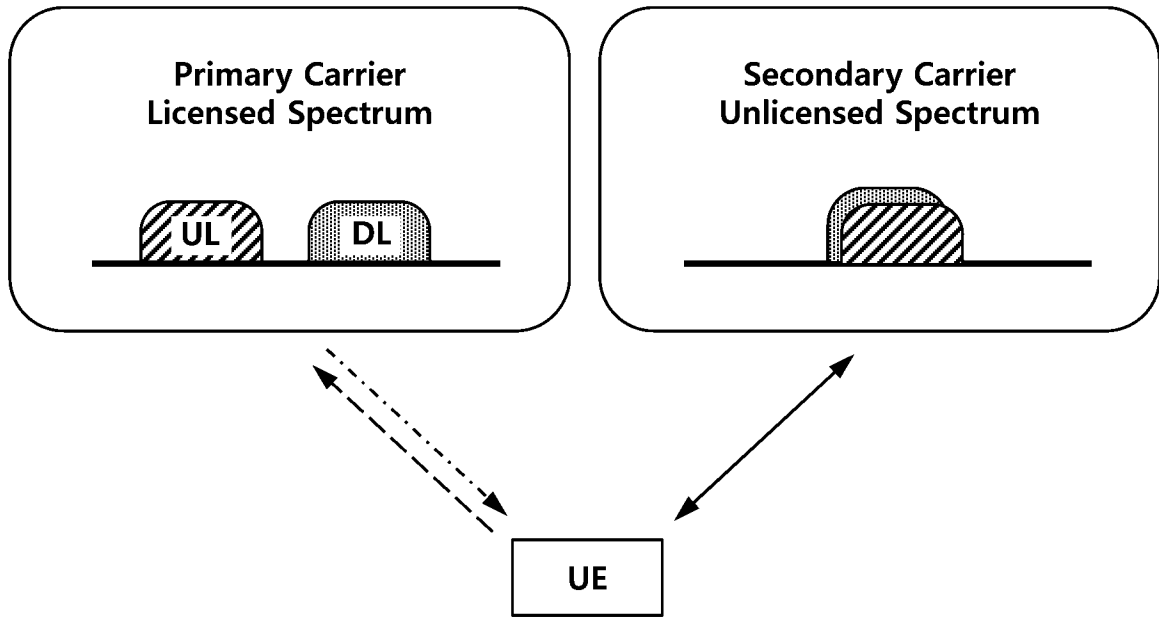 Primary Carrier
Licensed Spectrum
UL
DL
Secondary Carrier
Unlicensed Spectrum
UE